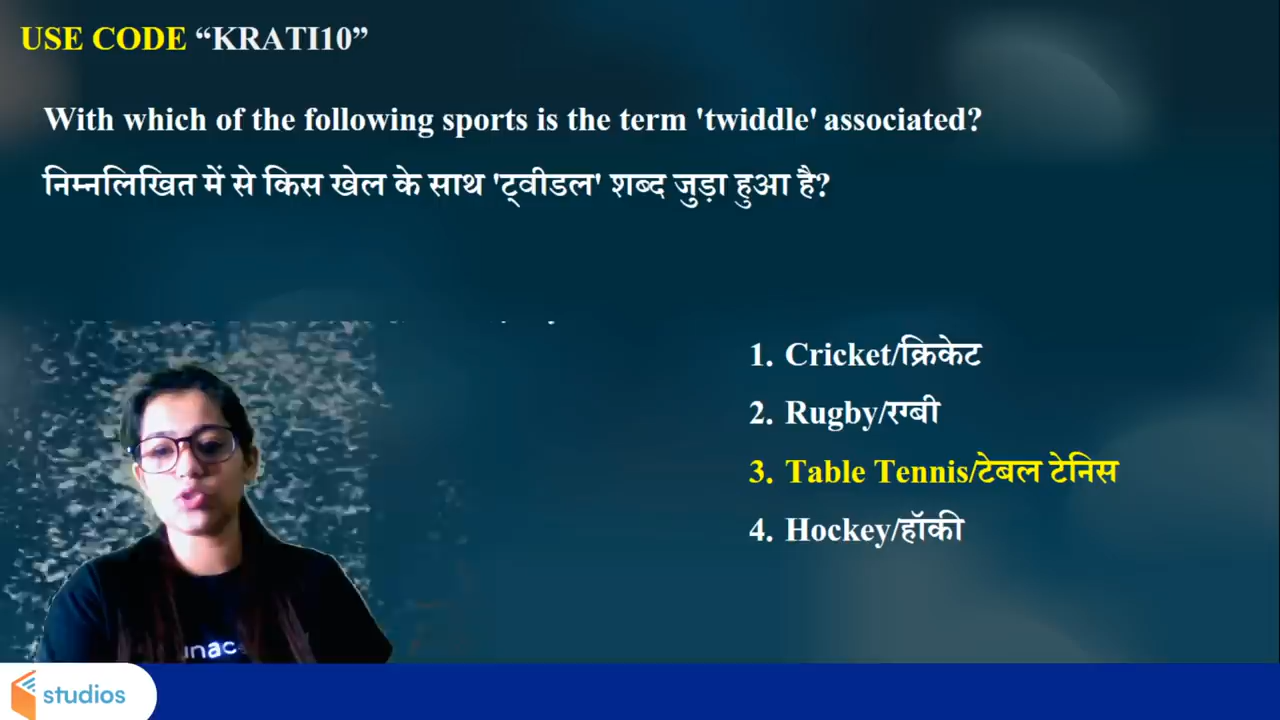 USE CODE “KRATI10”
With which of the following sports is the term 'twiddle' associated?
निम्नलिखित में से किस खेल के साथ 'ट्वीडल' शब्द जुड़ा हुआ है?
1. Cricket/क्रिकेट
2. Rugby/रग्बी
3. Table Tennis/टेबल टेनिस
4. Hockey/हॉकी
studios